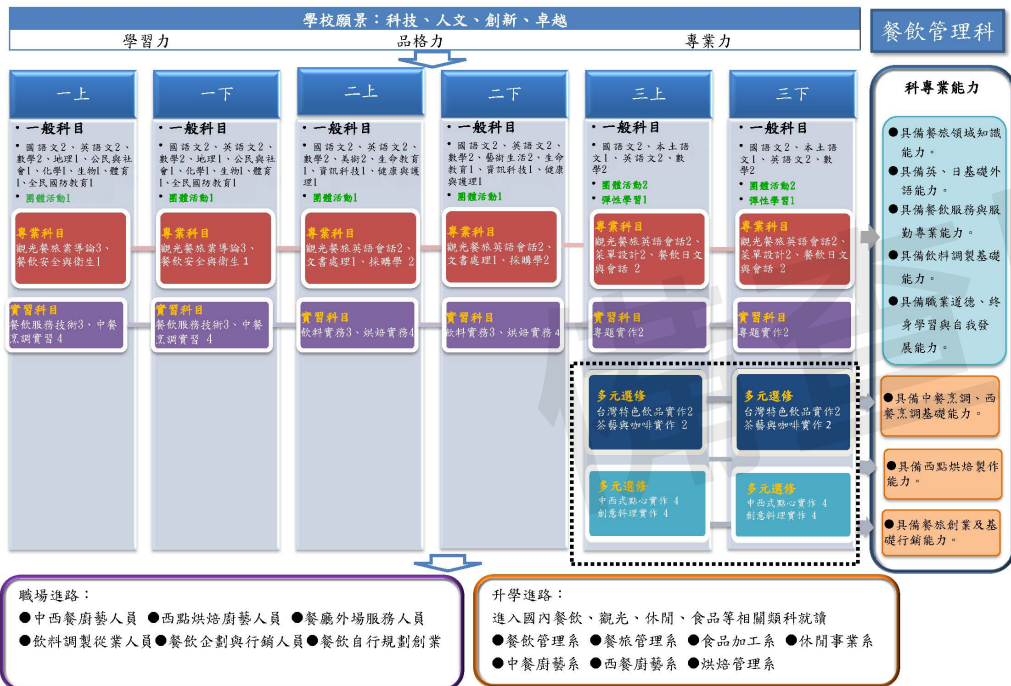 學校願景：科技、人文、創新、卓越
學習力
品格力
專業力
餐飲管理科
一上
• 一般科目
• 國語文2、英語文2、
數學2、地理1、公民與社
會1、化學1、生物1、體育
1、全民國防教育1
• 團體活動1
專業科目
觀光餐旅業導論3、
餐飲安全與衛生1
實習科目
餐飲服務技術3、中餐
烹調實習 4
一下
• 一般科目
• 國語文2、英語文2、
數學2、地理1、公民與社
會1、化學1、生物1、體育
1、全民國防教育1
• 團體活動1
專業科目
觀光餐旅業導論3、
餐飲安全與衛生 1
實習科目
餐飲服務技術3、中餐
烹調實習 4
二上
• 一般科目
• 國語文2、英語文2、
數學2、美術2、生命教育
1、資訊科技1、健康與護
理1
• 團體活動1
專業科目
觀光餐旅英語會話2、
文書處理1、採購學 2
實習科目
飲料實務3、烘焙實務4
二下
• 一般科目
• 國語文2、英語文2、
數學2、藝術生活2、生命
教育1、資訊科技1、健康
與護理1
• 團體活動1
專業科目
觀光餐旅英語會話2、
文書處理1、採購學2
實習科目
飲料實務3、烘焙實務4
三上
• 一般科目
• 國語文2、本土語
文1、英語文2、數
學2
• 團體活動2
• 彈性學習1
專業科目
觀光餐旅英語會話2、
菜單設計2、餐飲日文
與會話 2
實習科目
專題實作2
多元選修
台灣特色飲品實作2
茶藝與咖啡實作 2
多元選修
中西式點心實作 4
創意料理實作 4
三下
• 一般科目
• 國語文2、本土語
文1、英語文2、數
學2
• 團體活動2
• 彈性學習1
專業科目
觀光餐旅英語會話2、
菜單設計2、餐飲日文
與會話 2
實習科目
專題實作2
多元選修
台灣特色飲品實作2
茶藝與咖啡實作 2
多元選修
中西式點心實作 4
創意料理實作 4
科專業能力
●具備餐旅領域知識
能力。
●具備英、日基礎外
語能力。
●具備餐飲服務與服
勤專業能力。
●具備飲料調製基礎
能力。
●具備職業道德、終
身學習與自我發
展能力。
●具備中餐烹調、西
餐烹調基礎能力。
●具備西點烘焙製作
能力。
●具備餐旅創業及基
礎行銷能力。
職場進路：
●中西餐廚藝人員 ●西點烘焙廚藝人員 ●餐廳外場服務人員
●飲料調製從業人員●餐飲企劃與行銷人員●餐飲自行規劃創業
升學進路：
進入國內餐飲、觀光、休閒、食品等相關類科就讀
●餐飲管理系 ●餐旅管理系 ●食品加工系 ●休閒事業系
●中餐廚藝系 ●西餐廚藝系 ●烘焙管理系